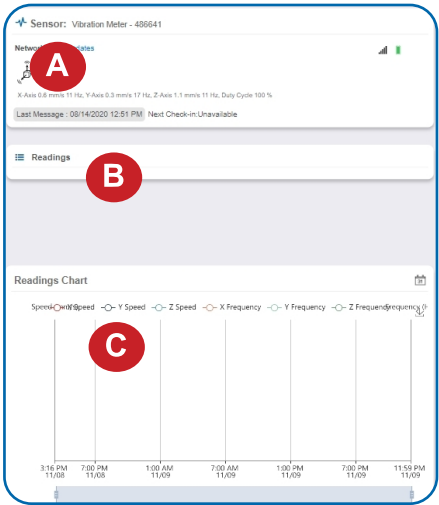 Sensor: Vibration Meter - 486641
A
X-Axis 0.6 mm/s 11 Hz, Y-Axis 0.3 mm/s 17 Hz, Z-Axis 1.1 mm/s 11 Hz, Duty Cycle 100 %
Last Message : 08/14/2020 12:51 PM Next Check-in:Unavailable
Readings
B
Readings Chart
31
X Speed Y Speed Z Speed X Frequency Y Frequency Z Frequency
C
3:16 PM 7:00 PM 1:00 AM 7:00 AM 1:00 PM 7:00 PM 11:59 PM
11/08 11/08 11/09 11/09 11/09 11/09 11/09